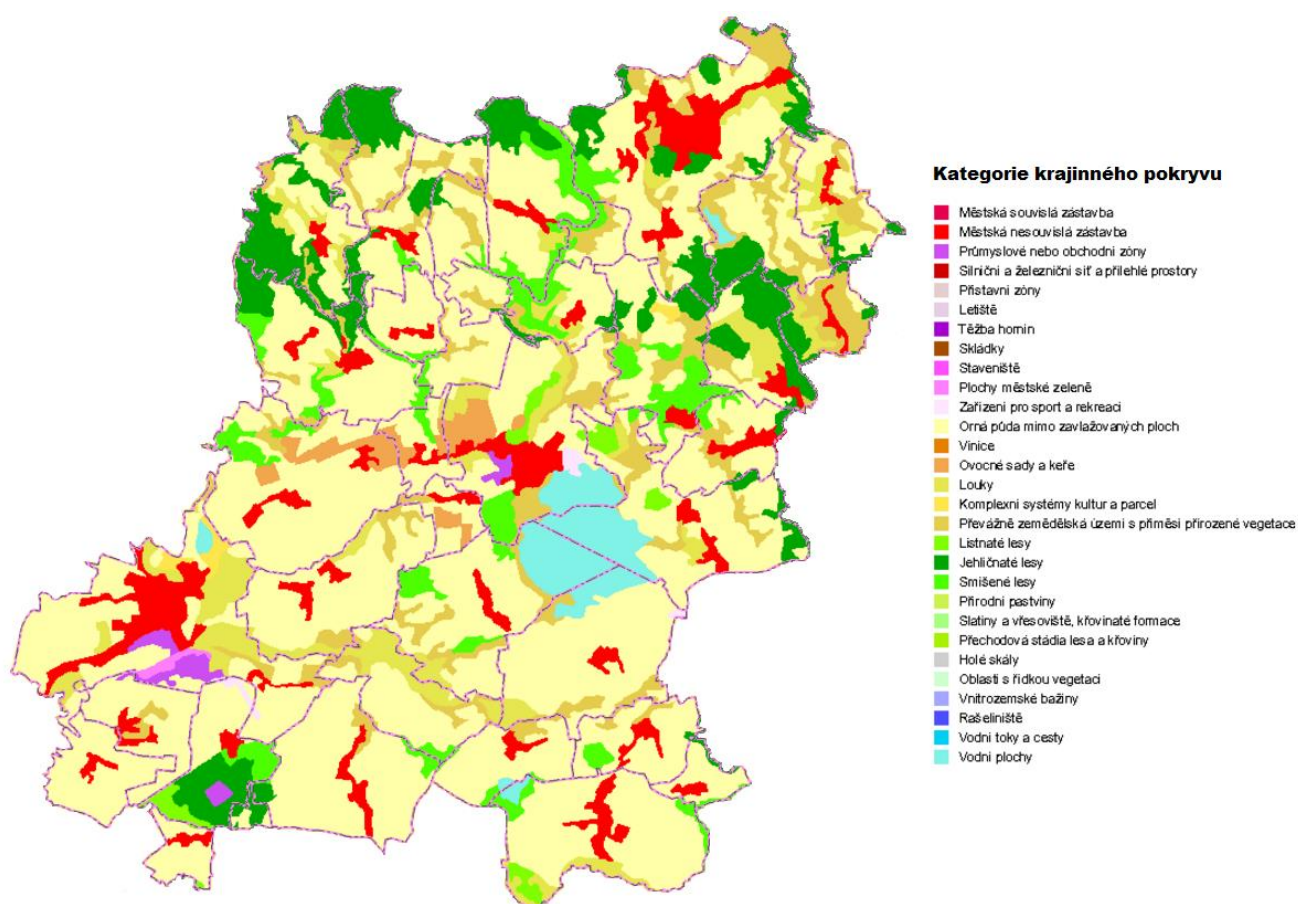 Kategorie krajinného pokryvu
Městská souvislá zástavba
Městská nesouvislá zástavba
Průmyslové nebo obchodní zóny
Silniční a železniční síť a přilehlé prostory
Přístavní zóny
Letiště
Těžba hornin
Skládky
Staveniště
Plochy městské zeleně
Zařízení pro sport a rekreaci
Orná půda mimo zavlažovaných ploch
Vinice
Ovocné sady a keře
Louky
Komplexní systémy kultur a parcel
Převážně zemědělská území s příměsí přirozené vegetace
Listnaté lesy
Jehličnaté lesy
Smíšené lesy
Přírodní pastviny
Slatiny a vřesoviště, křovinaté formace
Přechodová stádia lesa a křoviny
Holé skály
Oblasti s řídkou vegetací
Vnitrozemské bažiny
Rašeliniště
Vodní toky a cesty
Vodní plochy